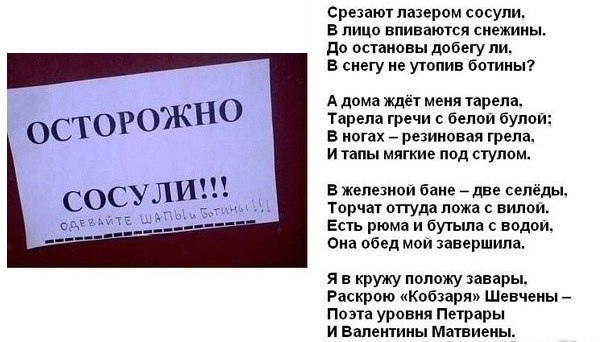 ОСТОРОЖНО
СОСУЛИ!!!
ОДЕВАЙТЕ ШАПЫ и БОТИНЫ!!!
Срезают лазером сосули,
В лицо впиваются снежины.
До остановы добегу ли,
В снегу не утопив ботины?
А дома ждёт меня тарела,
Тарела гречи с белой булой;
В ногах – резиновая грела,
И тапы мягкие под стулом.
В железной бане – две селёды,
Торчат оттуда ложа с вилой.
Есть рюма и бутыла с водой,
Она обед мой завершила.
Я в кружу положу завары,
Раскрою «Кобзаря» Шевчены –
Поэта уровня Петрары
И Валентины Матвиены.